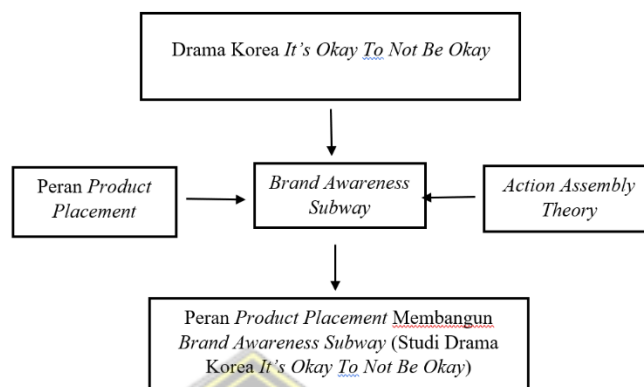 Drama Korea It's Okay To Not Be Okay
Peran Product
Placement
Brand Awareness
Subway
Action Assembly
Theory
Peran Product Placement Membangun
Brand Awareness Subway (Studi Drama
Korea It's Okay To Not Be Okay)